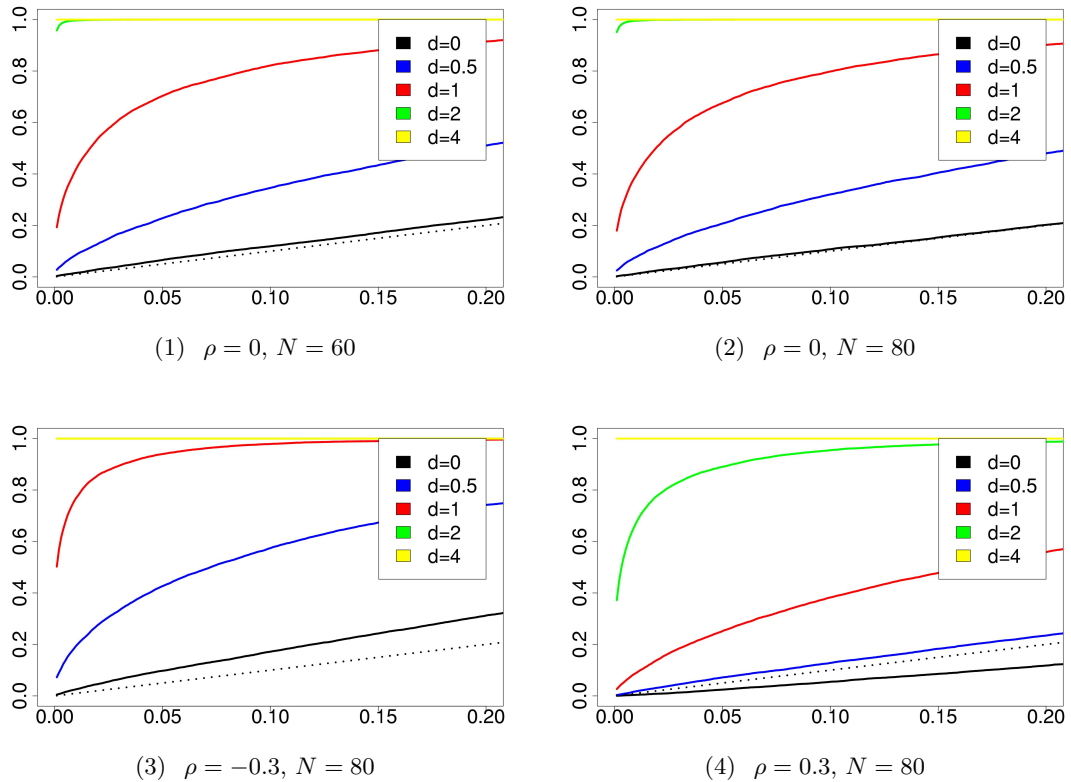 0.0 0.2 0.4 0.6 0.8 1.0
d=0
d=0.5
d=1
d=2
d=4
0.00 0.05 0.10 0.15 0.20
(1) ρ = 0, N = 60
0.0 0.2 0.4 0.6 0.8 1.0
d=0
d=0.5
d=1
d=2
d=4
0.00 0.05 0.10 0.15 0.20
(2) ρ = 0, N = 80
0.0 0.2 0.4 0.6 0.8 1.0
d=0
d=0.5
d=1
d=2
d=4
0.00 0.05 0.10 0.15 0.20
(3) ρ = −0.3, N = 80
0.0 0.2 0.4 0.6 0.8 1.0
d=0
d=0.5
d=1
d=2
d=4
0.00 0.05 0.10 0.15 0.20
(4) ρ = 0.3, N = 80